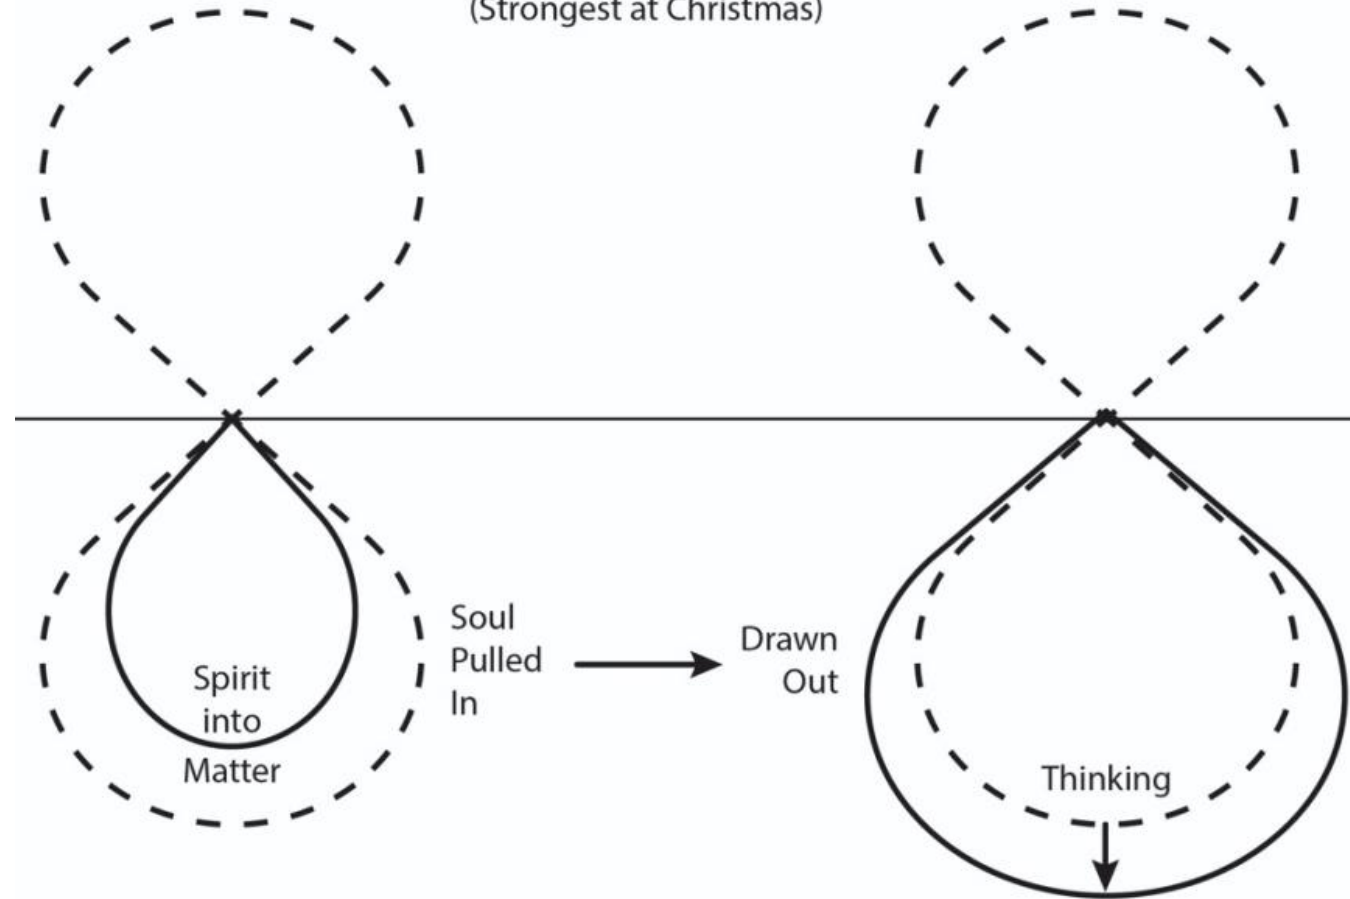 (Strongest at Christmas)
Soul
Pulled
In
Drawn
Out
Spirit
into
Matter
Thinking